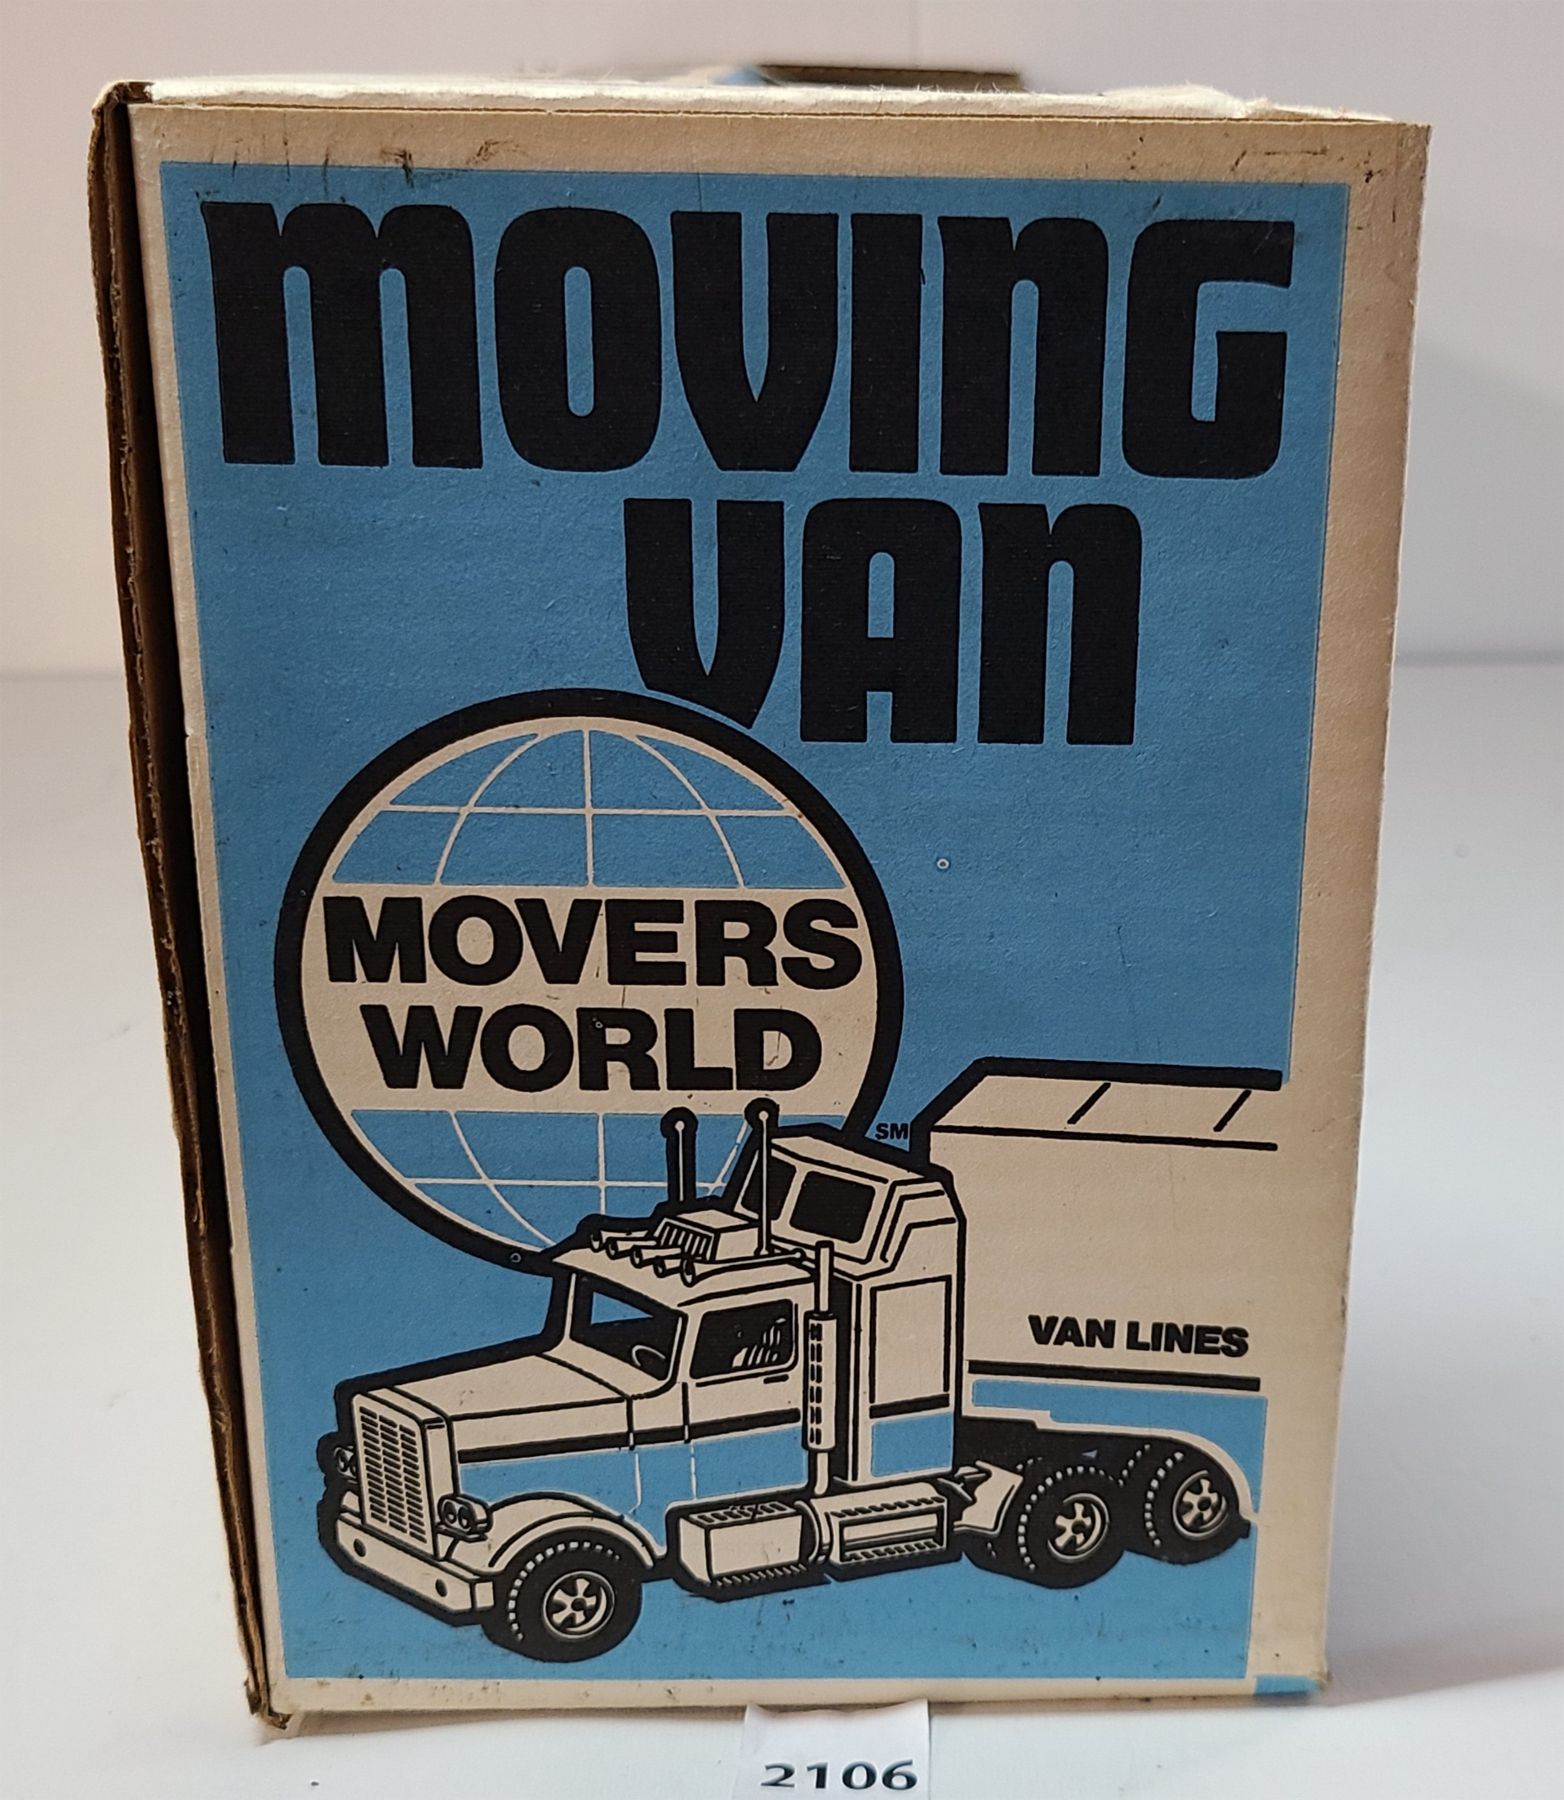 MOVING
VAN
MOVERS
WORLD
SM
VAN LINES
2106